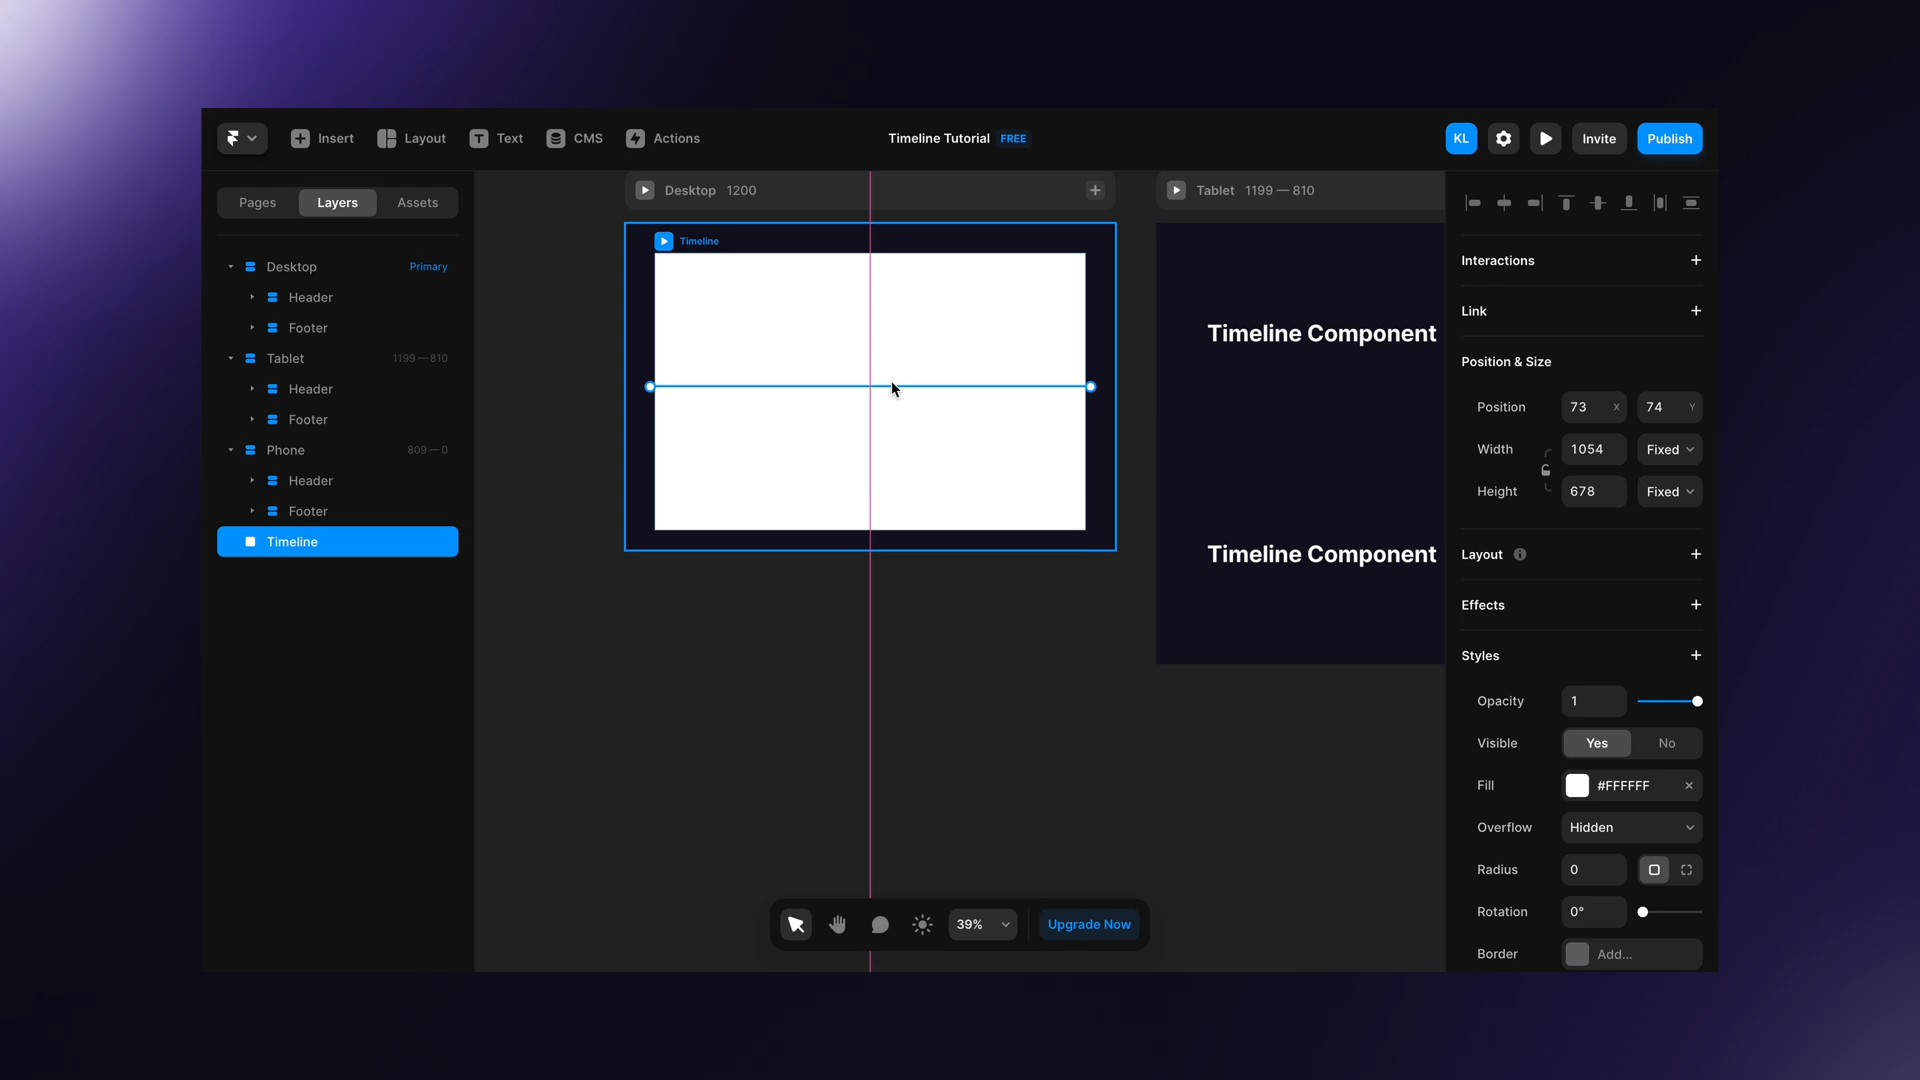 Insert Layout Text CMS Actions Timeline Tutorial FREE KL Invite Publish
Pages Layers Assets
Desktop Primary
Header
Footer
Tablet 1199 — 810
Header
Footer
Phone 809 — 0
Header
Footer
Timeline
Desktop 1200
Timeline
Tablet 1199 — 810
Timeline Component
Timeline Component
39% Upgrade Now
Interactions
Link
Position & Size
Position 73 X 74 Y
Width 1054 Fixed
Height 678 Fixed
Layout
Effects
Styles
Opacity 1
Visible Yes No
Fill #FFFFFF
Overflow Hidden
Radius 0
Rotation 0°
Border Add...